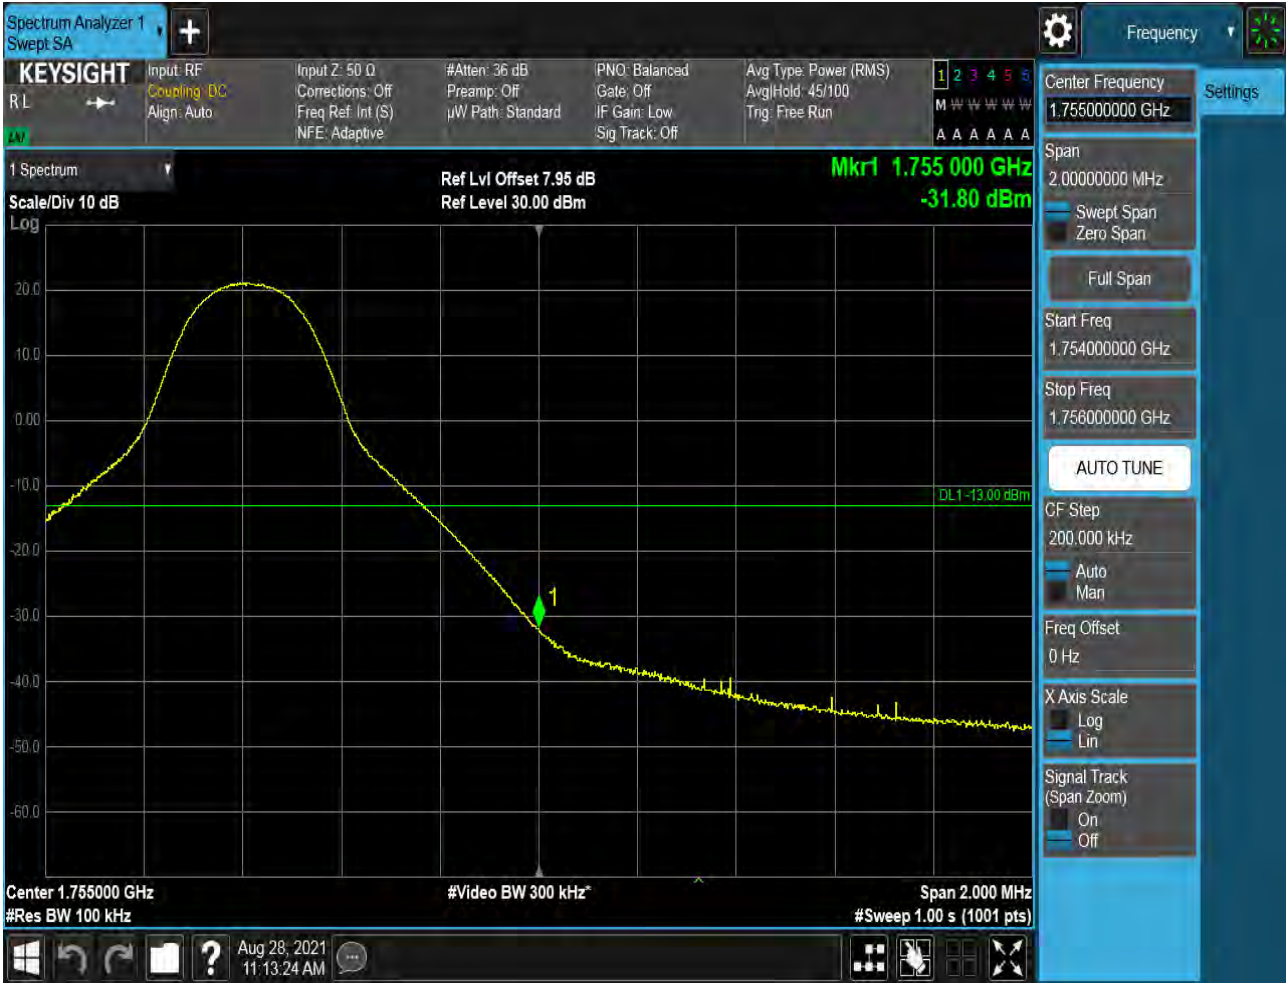 Spectrum Analyzer 1
Swept SA
+
Frequency
KEYSIGHT
R L
LXI
Input: RF
Coupling: DC
Align: Auto
Input Z: 50 Ω
Corrections: Off
Freq Ref: Int (S)
NFE: Adaptive
#Atten: 36 dB
Preamp: Off
µW Path: Standard
PNO: Balanced
Gate: Off
IF Gain: Low
Sig Track: Off
Avg Type: Power (RMS)
Avg|Hold: 45/100
Trig: Free Run
1 2 3 4 5 6
M W W W W W
A A A A A A
1 Spectrum
Scale/Div 10 dB
Log
Ref Lvl Offset 7.95 dB
Ref Level 30.00 dBm
Mkr1 1.755 000 GHz
-31.80 dBm
20.0
10.0
0.00
-10.0
-20.0
-30.0
-40.0
-50.0
-60.0
DL1 -13.00 dBm
1
Center 1.755000 GHz
#Res BW 100 kHz
#Video BW 300 kHz*
Span 2.000 MHz
#Sweep 1.00 s (1001 pts)
?
Aug 28, 2021
11:13:24 AM
Center Frequency
1.755000000 GHz
Settings
Span
2.00000000 MHz
Swept Span
Zero Span
Full Span
Start Freq
1.754000000 GHz
Stop Freq
1.756000000 GHz
AUTO TUNE
CF Step
200.000 kHz
Auto
Man
Freq Offset
0 Hz
X Axis Scale
Log
Lin
Signal Track
(Span Zoom)
On
Off